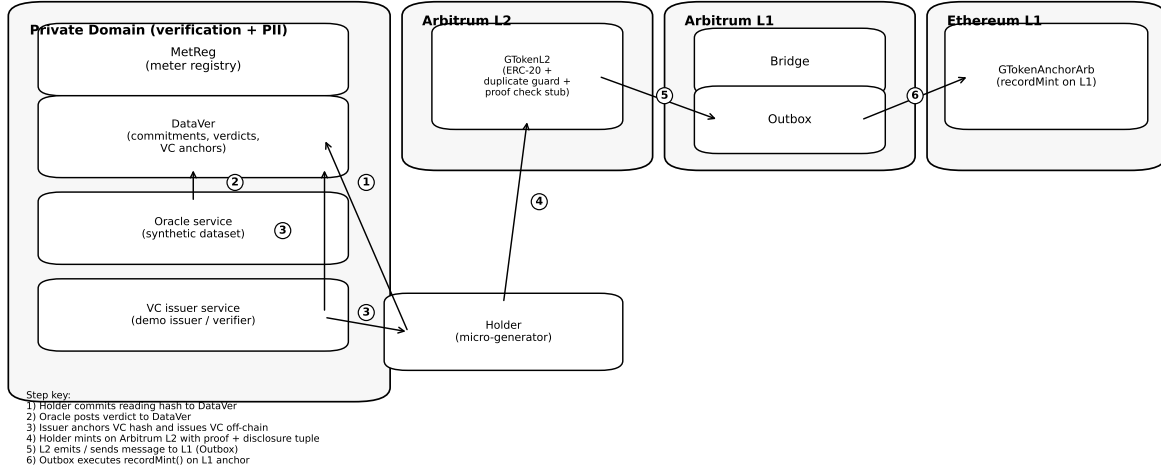 Private Domain (verification + PII)
MetReg
(meter registry)
DataVer
(commitments, verdicts,
VC anchors)
2
1
Oracle service
(synthetic dataset)
3
VC issuer service
(demo issuer / verifier)
3
Holder
(micro-generator)
4
Arbitrum L2
GTokenL2
(ERC-20 +
duplicate guard +
proof check stub)
5
Arbitrum L1
Bridge
Outbox
6
Ethereum L1
GTokenAnchorArb
(recordMint on L1)
Step key:
1) Holder commits reading hash to DataVer
2) Oracle posts verdict to DataVer
3) Issuer anchors VC hash and issues VC off-chain
4) Holder mints on Arbitrum L2 with proof + disclosure tuple
5) L2 emits / sends message to L1 (Outbox)
6) Outbox executes recordMint() on L1 anchor